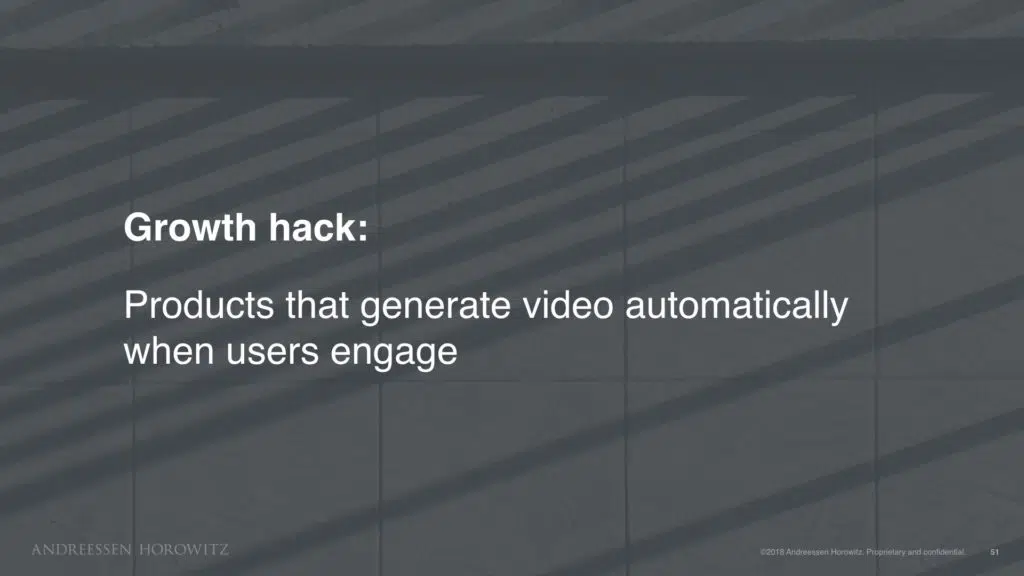 Growth hack:
Products that generate video automatically
when users engage
ANDREESSEN HOROWITZ
©2018 Andreessen Horowitz. Proprietary and confidential.
51